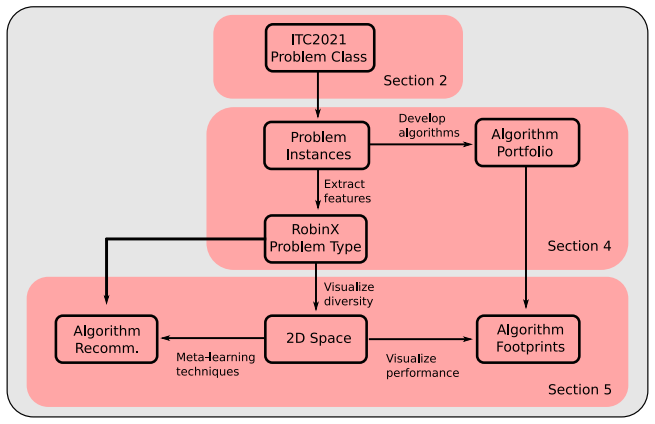 ITC2021
Problem Class
Section 2
Problem
Instances
Develop
algorithms
Algorithm
Portfolio
Extract
features
RobinX
Problem Type
Section 4
Visualize
diversity
Algorithm
Recomm.
Meta-learning
techniques
2D Space
Visualize
performance
Algorithm
Footprints
Section 5